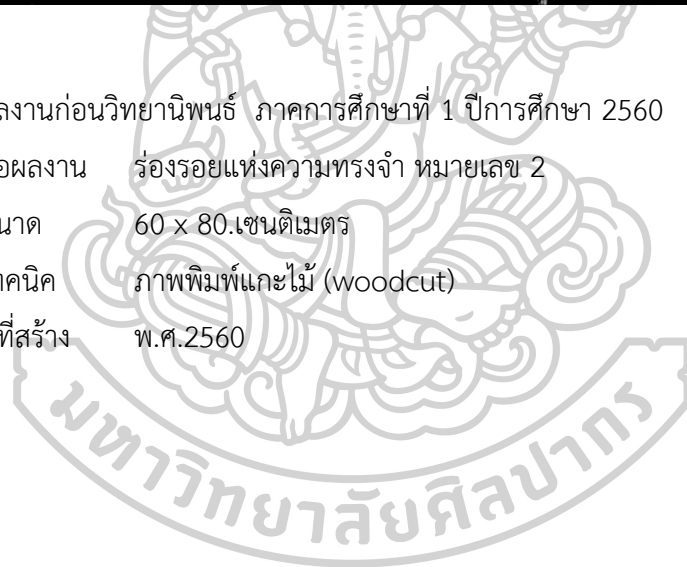 ลงานก่อนวิทยานิพนธ์ ภาคการศึกษาที่ 1 ปีการศึกษา 2560
อผลงาน ร่องรอยแห่งความทรงจำ หมายเลข 2
นาด 60 x 80.เซนติเมตร
ทคนิค ภาพพิมพ์แกะไม้ (woodcut)
ที่สร้าง พ.ศ.2560
มหาวิทยาลัยศิลปากร